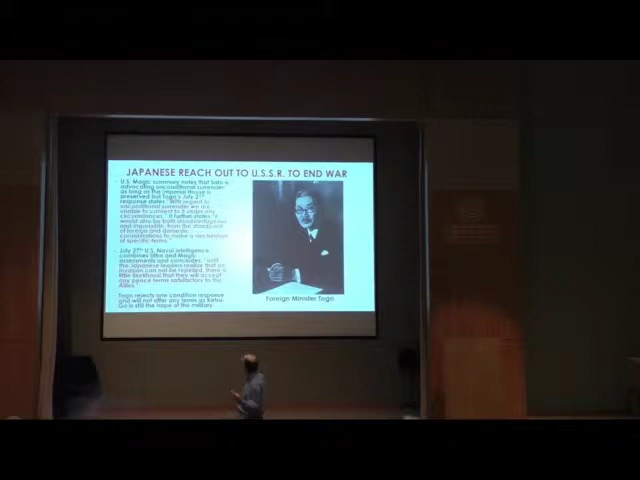 JAPANESE REACH OUT TO U.S.S.R. TO END WAR
U.S. Magic summary notes that Sato is
advocating unconditional surrender
as long as the Imperial House is
preserved but Togo's July 21st
response states "With regard to
unconditional surrender we are
unable to consent to it under any
circumstances." It further states "it
would also be both disadvantageous
and impossible, from the standpoint
of foreign and domestic
considerations to make a declaration
of specific terms."
July 27th U.S. Naval Intelligence
combines Ultra and Magic
assessments and concludes, "until
the Japanese leaders realize that an
invasion can not be repelled, there is
little likelihood that they will accept
any peace terms satisfactory to the
Allies."
Togo rejects one condition response
and will not offer any terms as Ketsu
Go is still the hope of the military
Foreign Minister Togo